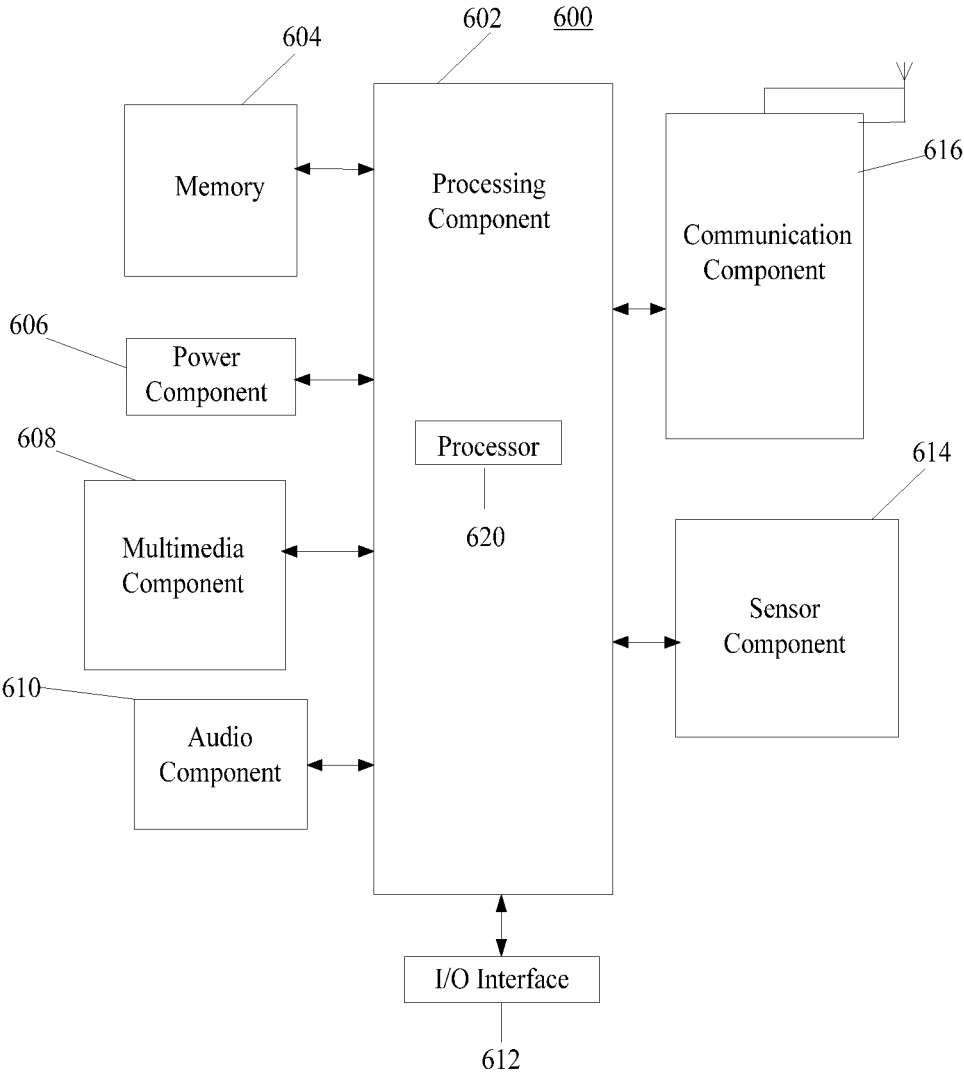 600
602
604
Memory
Processing
Component
616
Communication
Component
606
Power
Component
608
Processor
620
614
Multimedia
Component
Sensor
Component
610
Audio
Component
I/O Interface
612